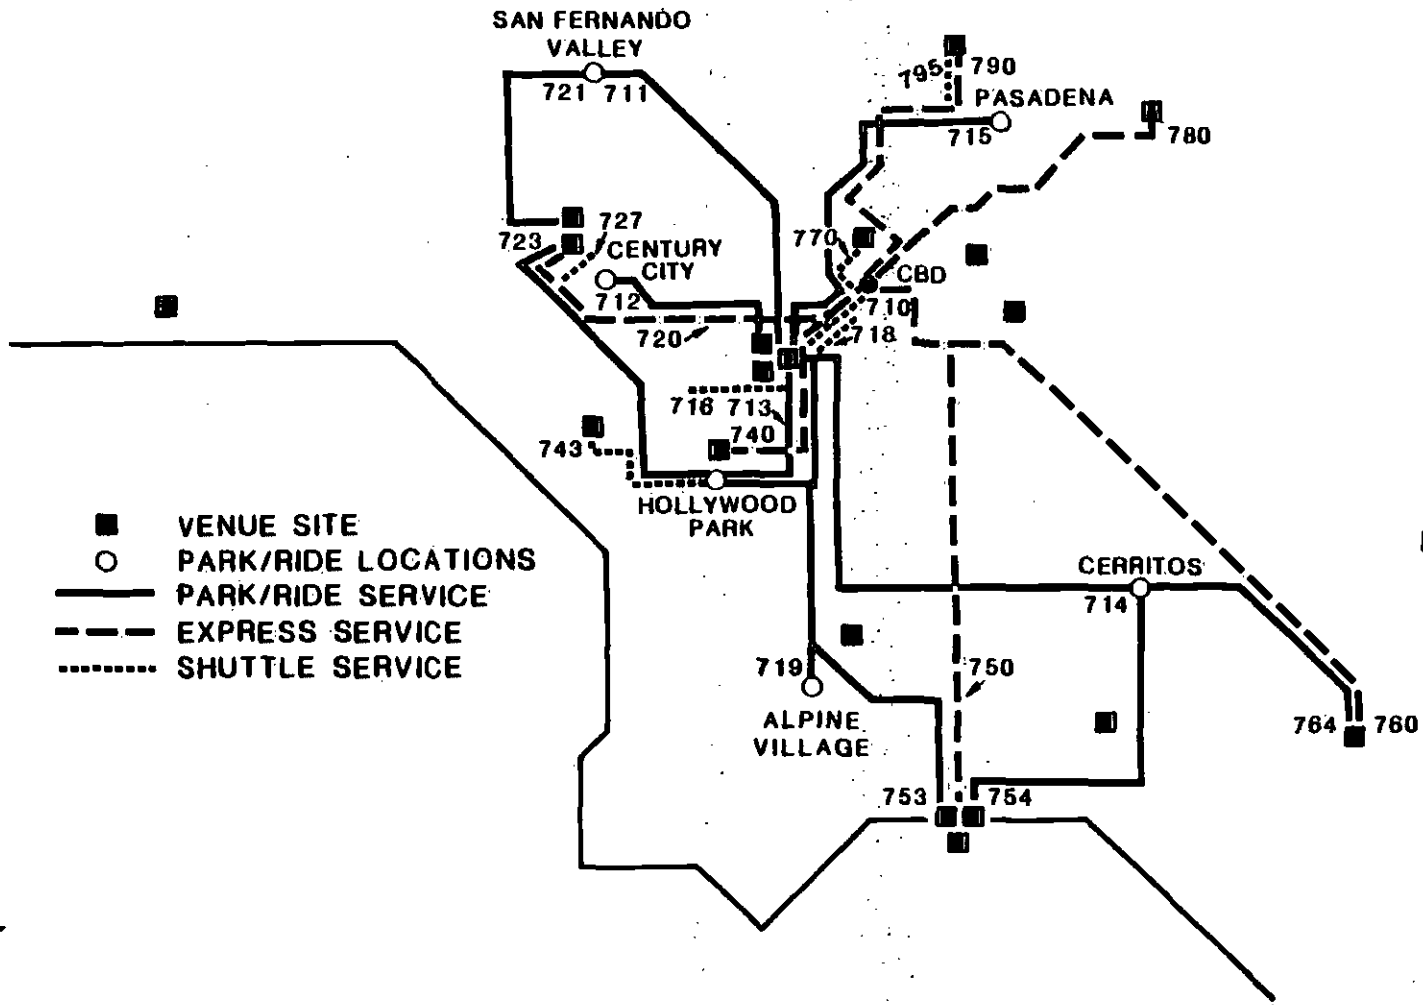 SAN FERNANDO
VALLEY
721 711
795 790
PASADENA
715
780
727
723
CENTURY
CITY
712
770
CBD
710
720
718
716 713
740
743
HOLLYWOOD
PARK
VENUE SITE
PARK/RIDE LOCATIONS
PARK/RIDE SERVICE
EXPRESS SERVICE
SHUTTLE SERVICE
CERRITOS
714
719
750
ALPINE
VILLAGE
764 760
753 754